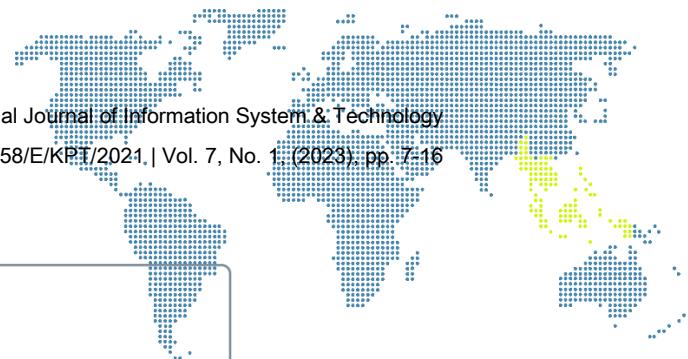 al Journal of Information System & Technology
58/E/KPT/2021 | Vol. 7, No. 1, (2023), pp. 7-16